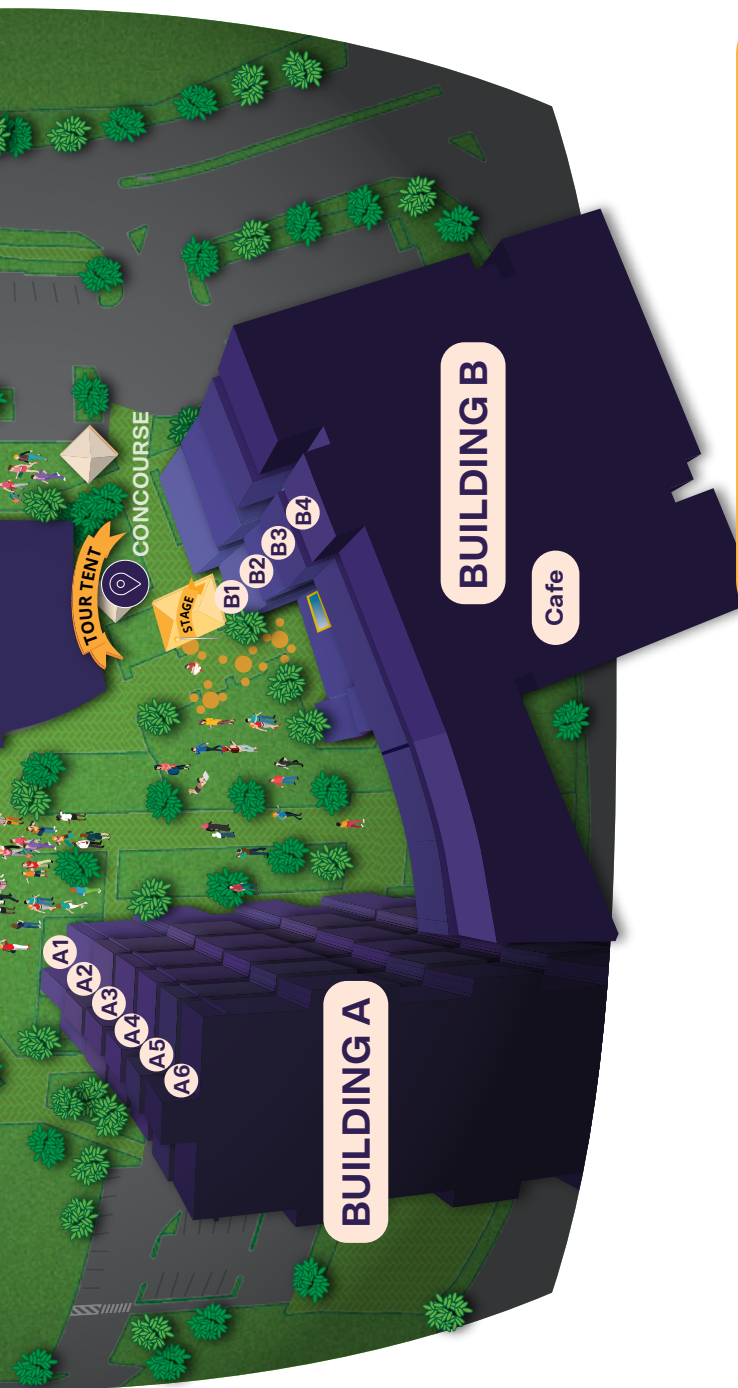 BUILDING A
A1
A2
A3
A4
A5
A6
TOUR TENT
CONCOURSE
STAGE
B1
B2
B3
B4
BUILDING B
Cafe